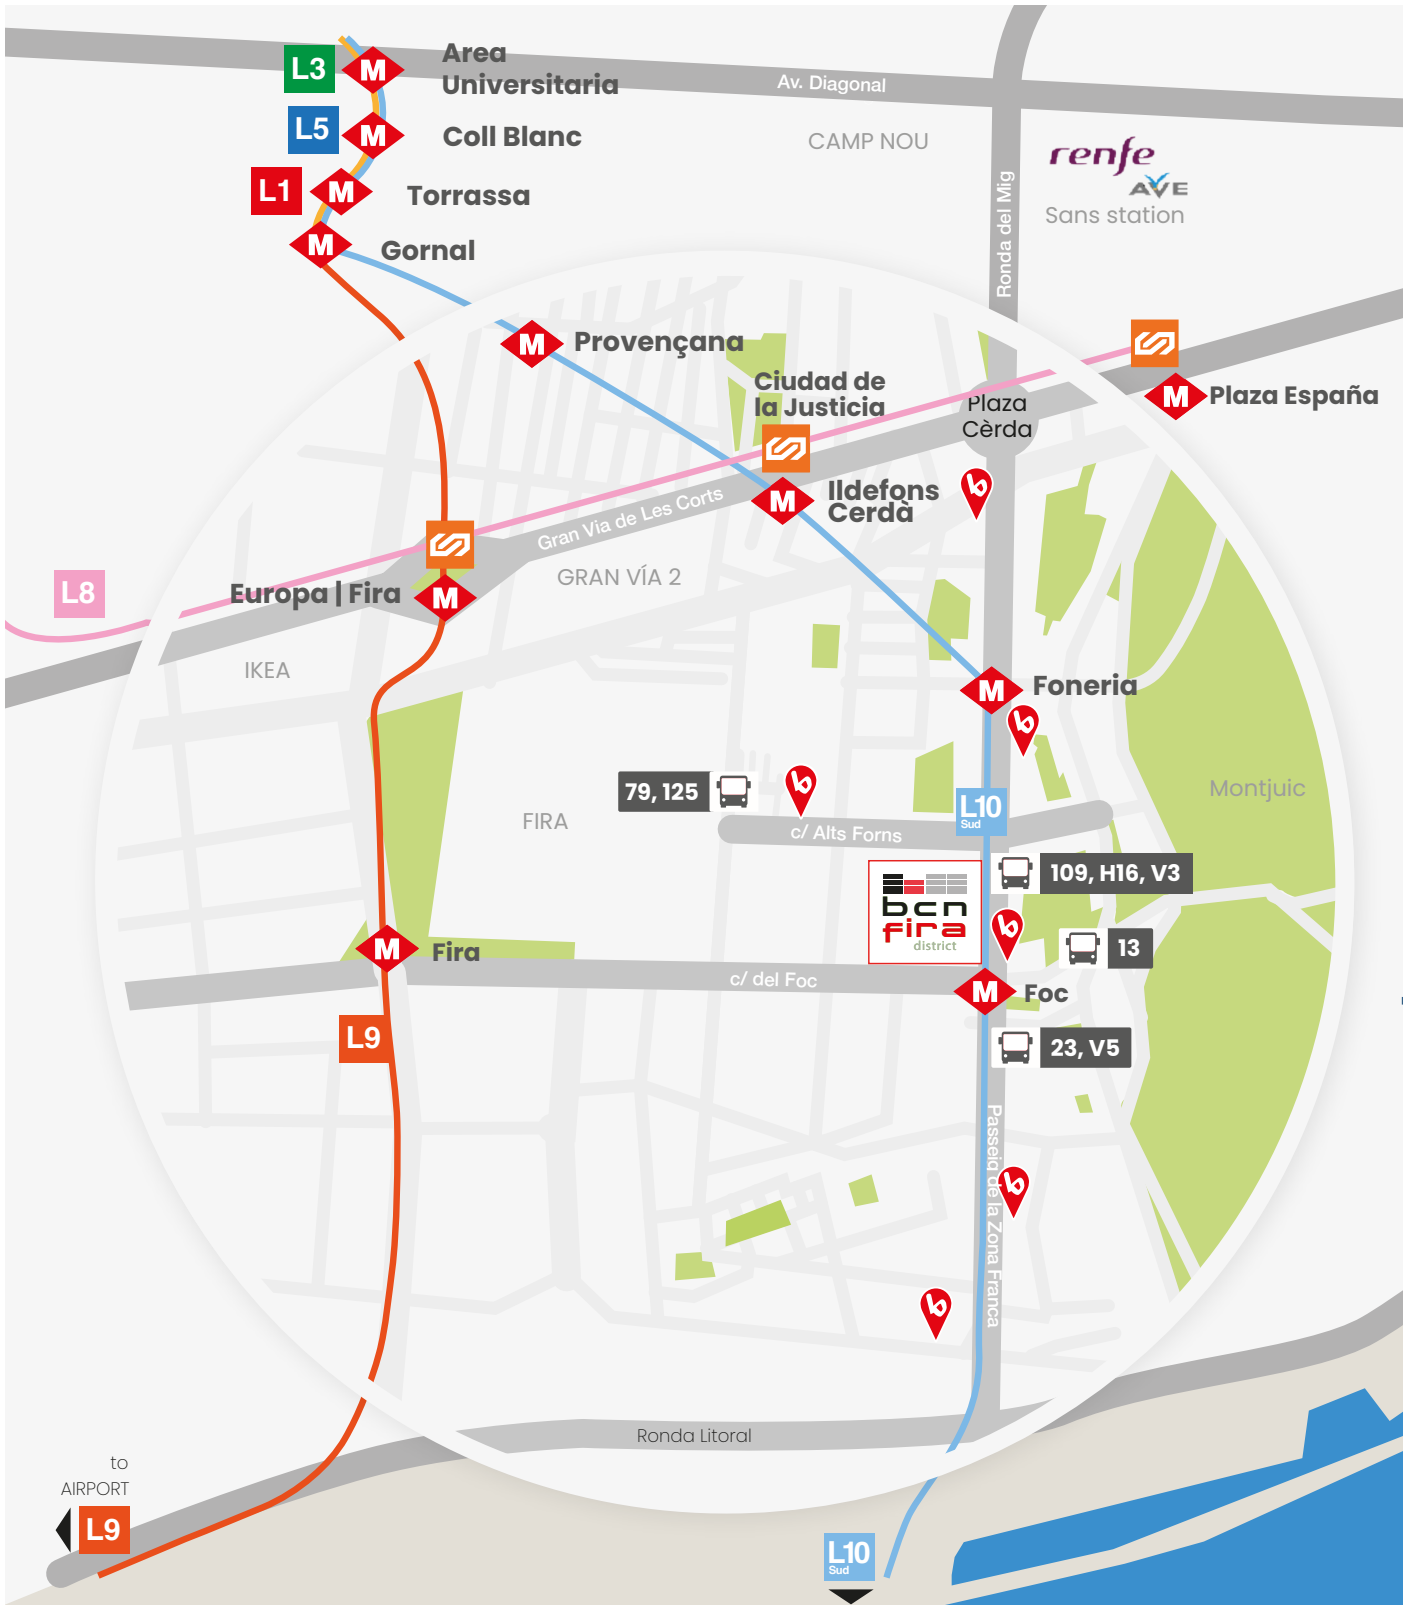 L3
M
Area
Universitaria
Av. Diagonal
L5
M
Coll Blanc
CAMP NOU
renfe
AVE
Sans station
L1
M
Torrassa
Ronda del Mig
M
Gornal
M
Provençana
Ciudad de
la Justicia
Plaza
Cèrda
M
Plaza España
M
Ildefons
Cerdà
b
Gran Via de Les Corts
GRAN VÍA 2
L8
Europa | Fira
M
IKEA
M
Foneria
b
Montjuic
79, 125
b
L10
Sud
FIRA
c/ Alts Forns
109, H16, V3
bcn
fira
district
b
13
M
Fira
c/ del Foc
M
Foc
L9
23, V5
Passeig de la Zona Franca
b
b
Ronda Litoral
to
AIRPORT
L9
L10
Sud